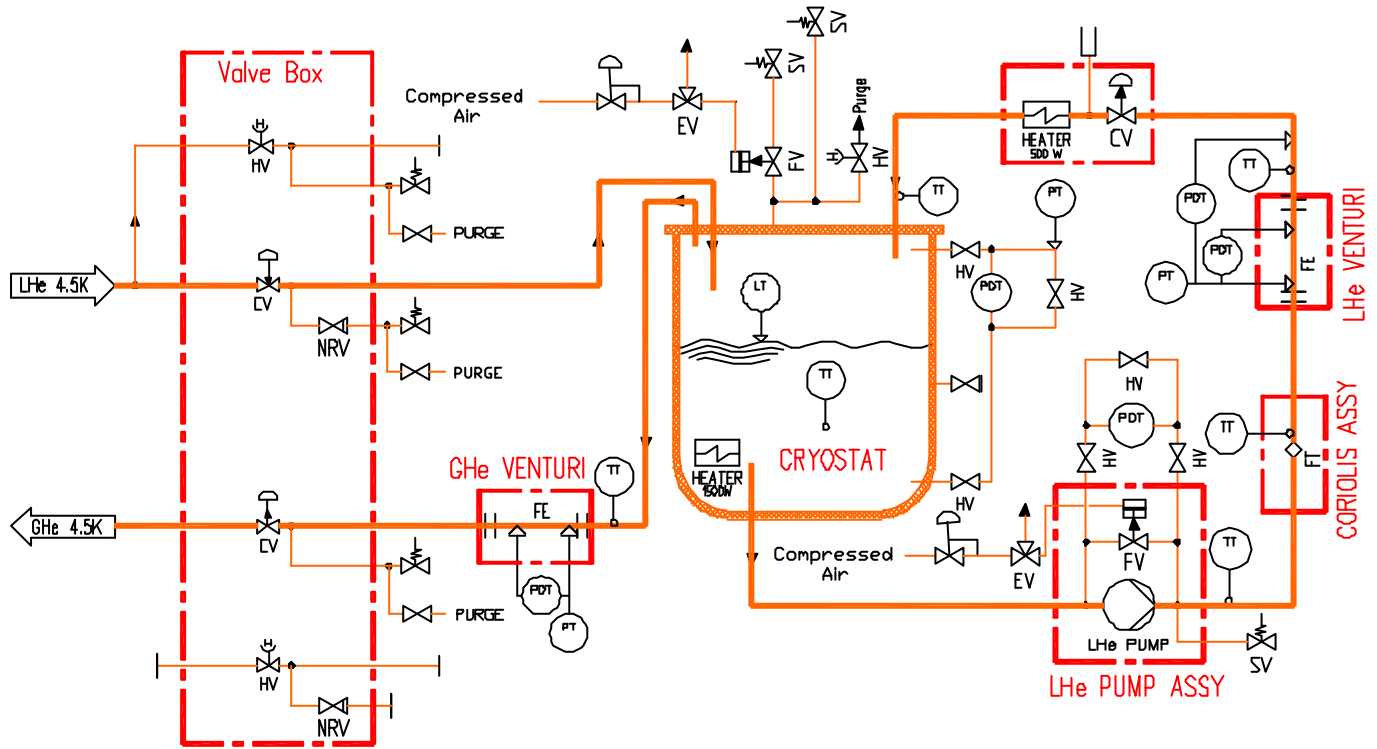 Valve Box
Compressed
Air
EV
SV
SV
FV
H
HV
Purge
HEATER
500 W
CV
H
HV
PURGE
LHe 4.5K
CV
NRV
PURGE
TT
PT
PDT
HV
HV
TT
PDT
PDT
PT
FE
LHe VENTURI
LT
TT
HEATER
1500W
CRYOSTAT
HV
HV
PDT
HV
HV
TT
FT
CORIOLIS ASSY
GHe VENTURI
FE
TT
PDT
PT
GHe 4.5K
CV
PURGE
H
HV
NRV
Compressed
Air
EV
FV
TT
LHe PUMP
SV
LHe PUMP ASSY